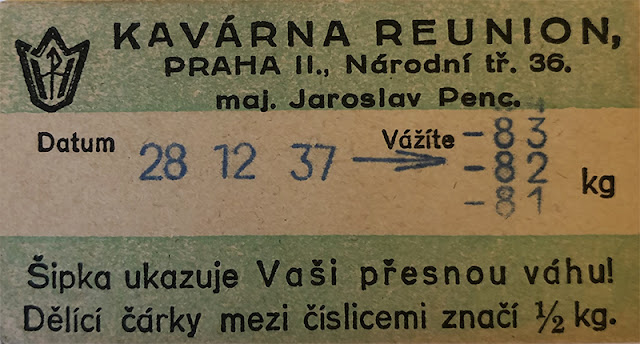 KAVÁRNA REUNION,
PRAHA II., Národní tř. 36.
maj. Jaroslav Penc.
Datum 28 12 37 Vážíte -83
-82 kg
-81
Šipka ukazuje Vaši přesnou váhu!
Dělící čárky mezi číslicemi značí ½ kg.